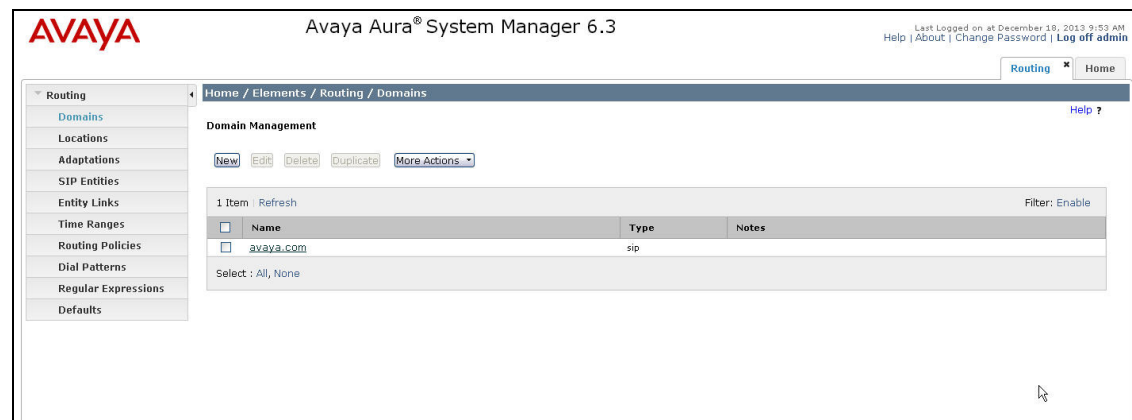 AVAYA
Avaya Aura® System Manager 6.3
Last Logged on at December 18, 2013 9:53 AM
Help | About | Change Password | Log off admin
Routing × Home
Routing
Domains
Locations
Adaptations
SIP Entities
Entity Links
Time Ranges
Routing Policies
Dial Patterns
Regular Expressions
Defaults
Home / Elements / Routing / Domains
Help ?
Domain Management
New Edit Delete Duplicate More Actions
1 Item Refresh Filter: Enable
Name Type Notes
avaya.com sip
Select : All, None